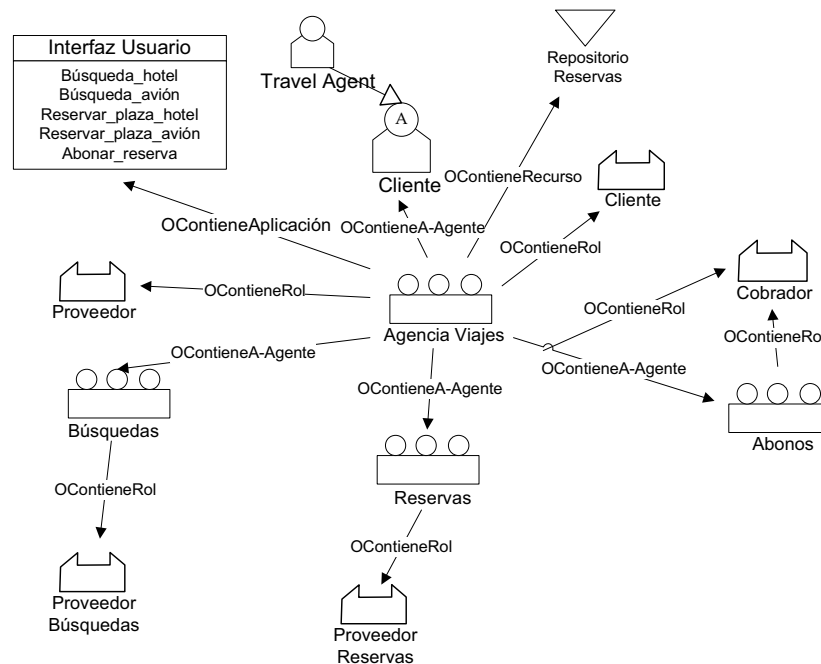 Interfaz Usuario
Búsqueda_hotel
Búsqueda_avión
Reservar_plaza_hotel
Reservar_plaza_avión
Abonar_reserva
Travel Agent
Repositorio
Reservas
A
Cliente
OContieneRecurso
Cliente
OContieneAplicación
OContieneA-Agente
OContieneRol
OContieneRol
Proveedor
Agencia Viajes
OContieneRol
Cobrador
OContieneRol
OContieneA-Agente
OContieneA-Agente
OContieneA-Agente
Búsquedas
Abonos
Reservas
OContieneRol
OContieneRol
Proveedor
Búsquedas
Proveedor
Reservas